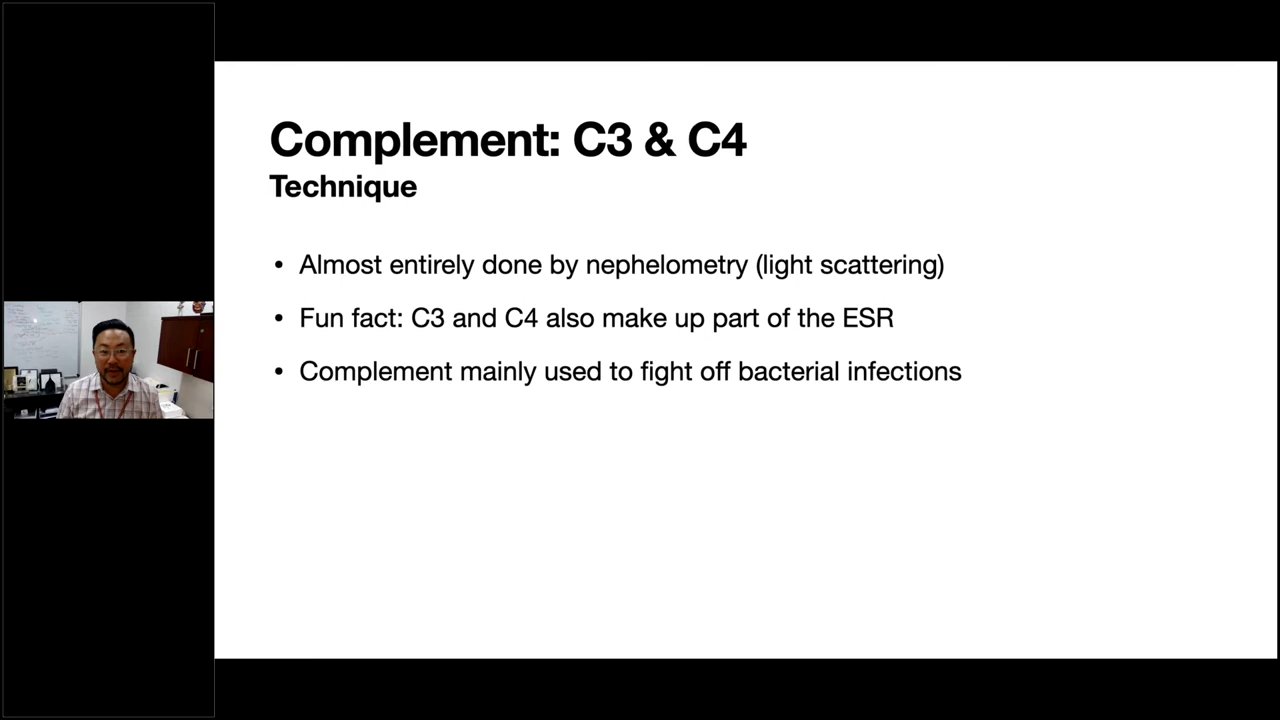 Complement: C3 & C4
Technique
• Almost entirely done by nephelometry (light scattering)
• Fun fact: C3 and C4 also make up part of the ESR
• Complement mainly used to fight off bacterial infections